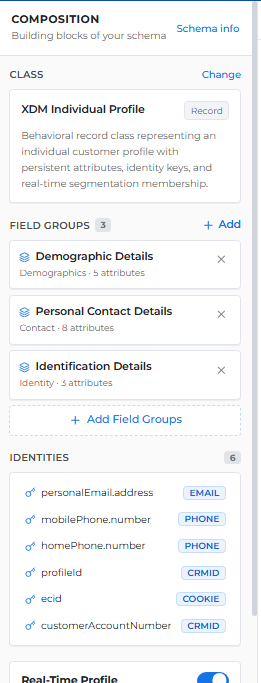 COMPOSITION
Building blocks of your schema
Schema info
CLASS
Change
XDM Individual Profile
Record
Behavioral record class representing an
individual customer profile with
persistent attributes, identity keys, and
real-time segmentation membership.
FIELD GROUPS 3
+ Add
Demographic Details
Demographics · 5 attributes
Personal Contact Details
Contact · 8 attributes
Identification Details
Identity · 3 attributes
+ Add Field Groups
IDENTITIES
6
personalEmail.address EMAIL
mobilePhone.number PHONE
homePhone.number PHONE
profileId CRMID
ecid COOKIE
customerAccountNumber CRMID
Real-Time Profile